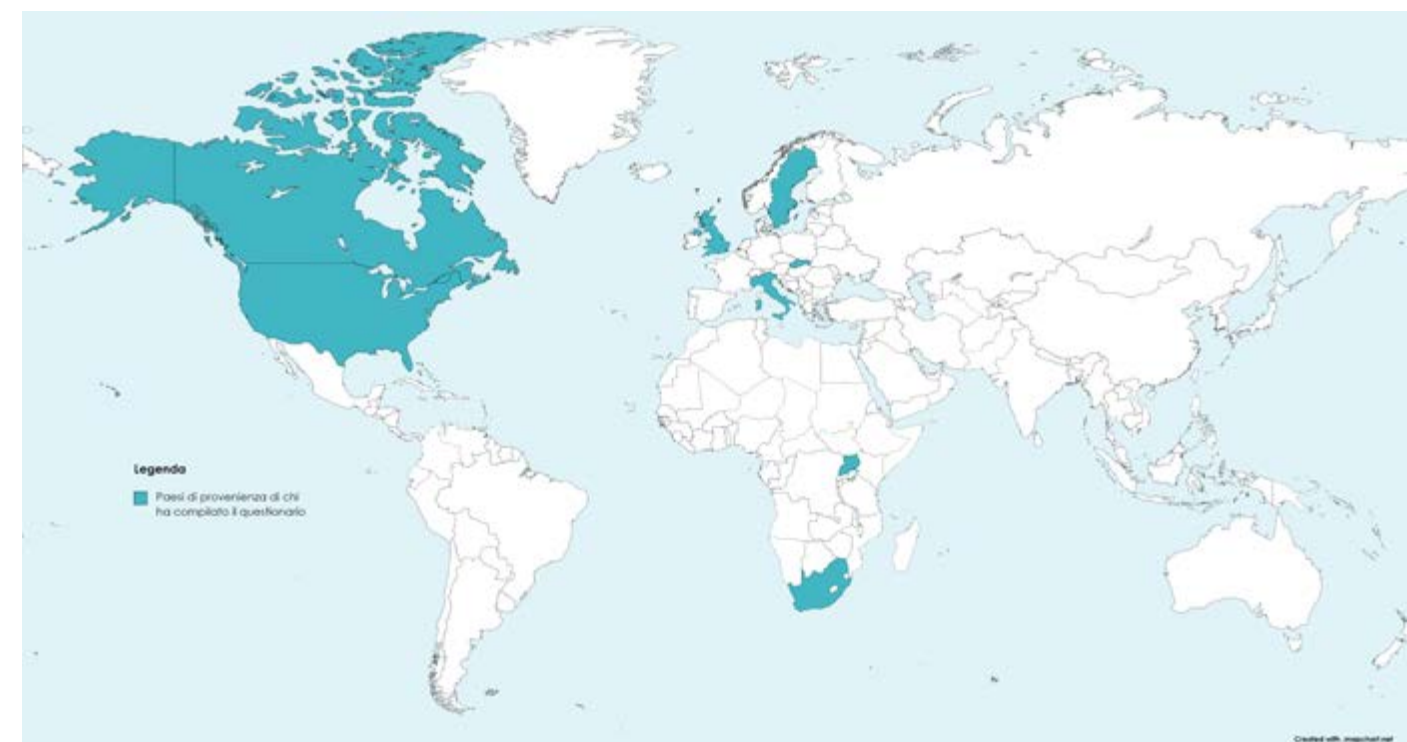 Legenda
Paesi di provenienza di chi
ha compilato il questionario
Created with mapchart.net